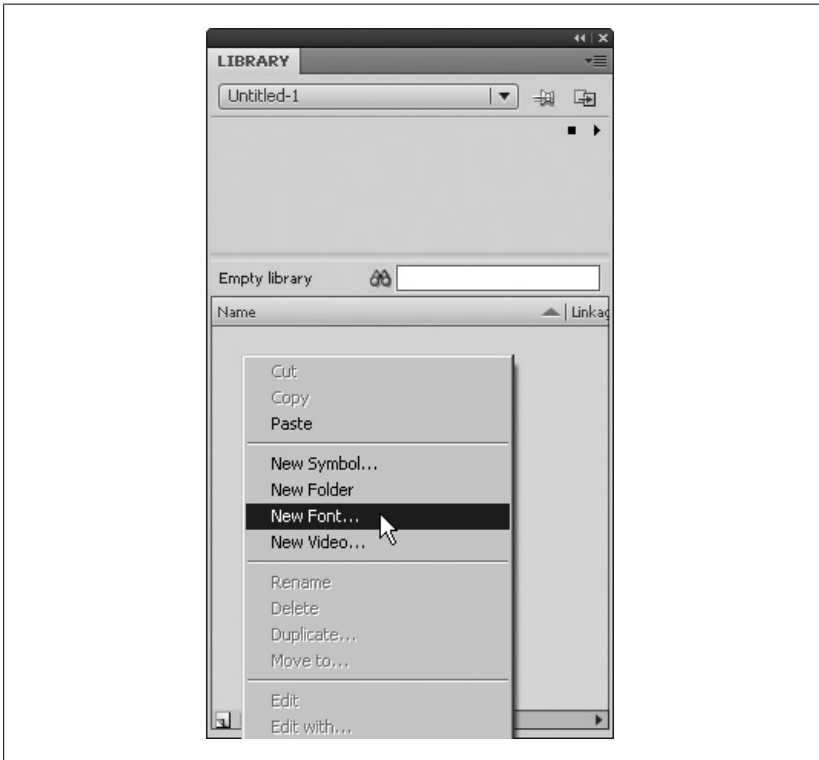 LIBRARY
Untitled-1
Empty library
Name
Linkag
Cut
Copy
Paste
New Symbol...
New Folder
New Font...
New Video...
Rename
Delete
Duplicate...
Move to...
Edit
Edit with...